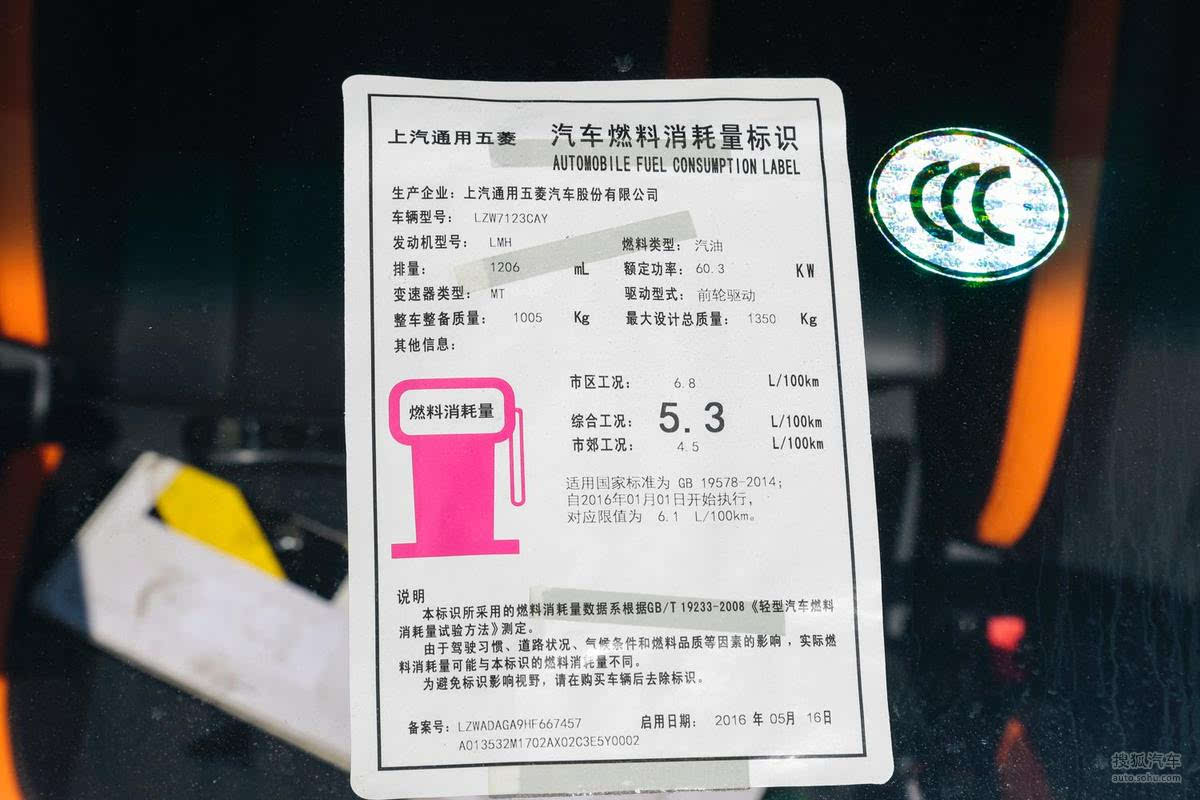 上汽通用五菱 汽车燃料消耗量标识
AUTOMOBILE FUEL CONSUMPTION LABEL
生产企业：上汽通用五菱汽车股份有限公司
车辆型号： LZW7123CAY
发动机型号： LMH 燃料类型： 汽油
排量： 1206 mL 额定功率： 60.3 KW
变速器类型： MT 驱动型式： 前轮驱动
整车整备质量： 1005 Kg 最大设计总质量： 1350 Kg
其他信息：
燃料消耗量
市区工况： 6.8 L/100km
综合工况： 5.3 L/100km
市郊工况： 4.5 L/100km
适用国家标准为 GB 19578-2014；
自2016年01月01日开始执行，
对应限值为 6.1 L/100km。
说明
本标识所采用的燃料消耗量数据系根据GB/T 19233-2008《轻型汽车燃料
消耗量试验方法》测定。
由于驾驶习惯、道路状况、气候条件和燃料品质等因素的影响，实际燃
料消耗量可能与本标识的燃料消耗量不同。
为避免标识影响视野，请在购买车辆后去除标识。
备案号：LZWADAGA9HF667457 启用日期： 2016 年 05月 16日
A013532M1702AX02C3E5Y0002
CCC
S
搜狐汽车
auto.sohu.com